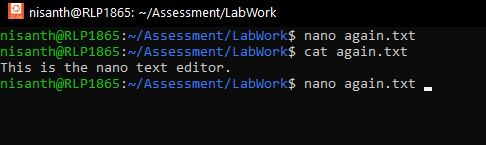 nisanth@RLP1865: ~/Assessment/LabWork
nisanth@RLP1865:~/Assessment/LabWork$ nano again.txt
nisanth@RLP1865:~/Assessment/LabWork$ cat again.txt
This is the nano text editor.
nisanth@RLP1865:~/Assessment/LabWork$ nano again.txt